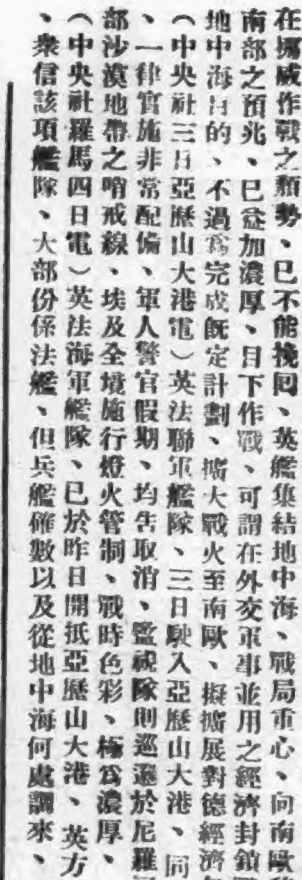 在挪威作戰之頹勢、已不能挽回、英艦集結地中海、戰局重心、向南歐
南部之預兆、已益加濃厚、目下作戰、可謂在外交軍事並用之經濟封鎖
地中海目的、不過爲完成既定計劃、擴大戰火至南歐、擬擴展對德經濟
（中央社三日亞歷山大港電）英法聯軍艦隊、三日駛入亞歷山大港、同
、一律實施非常配備、軍人警官假期、均吿取消、監視隊則巡邏於尼羅
部沙漠地帶之哨戒線、埃及全境施行燈火管制、戰時色彩、極爲濃厚、
（中央社羅馬四日電）英法海軍艦隊、已於昨日開抵亞歷山大港、英方
、衆信該項艦隊、大部份係法艦、但兵艦確數以及從地中海何處調來、